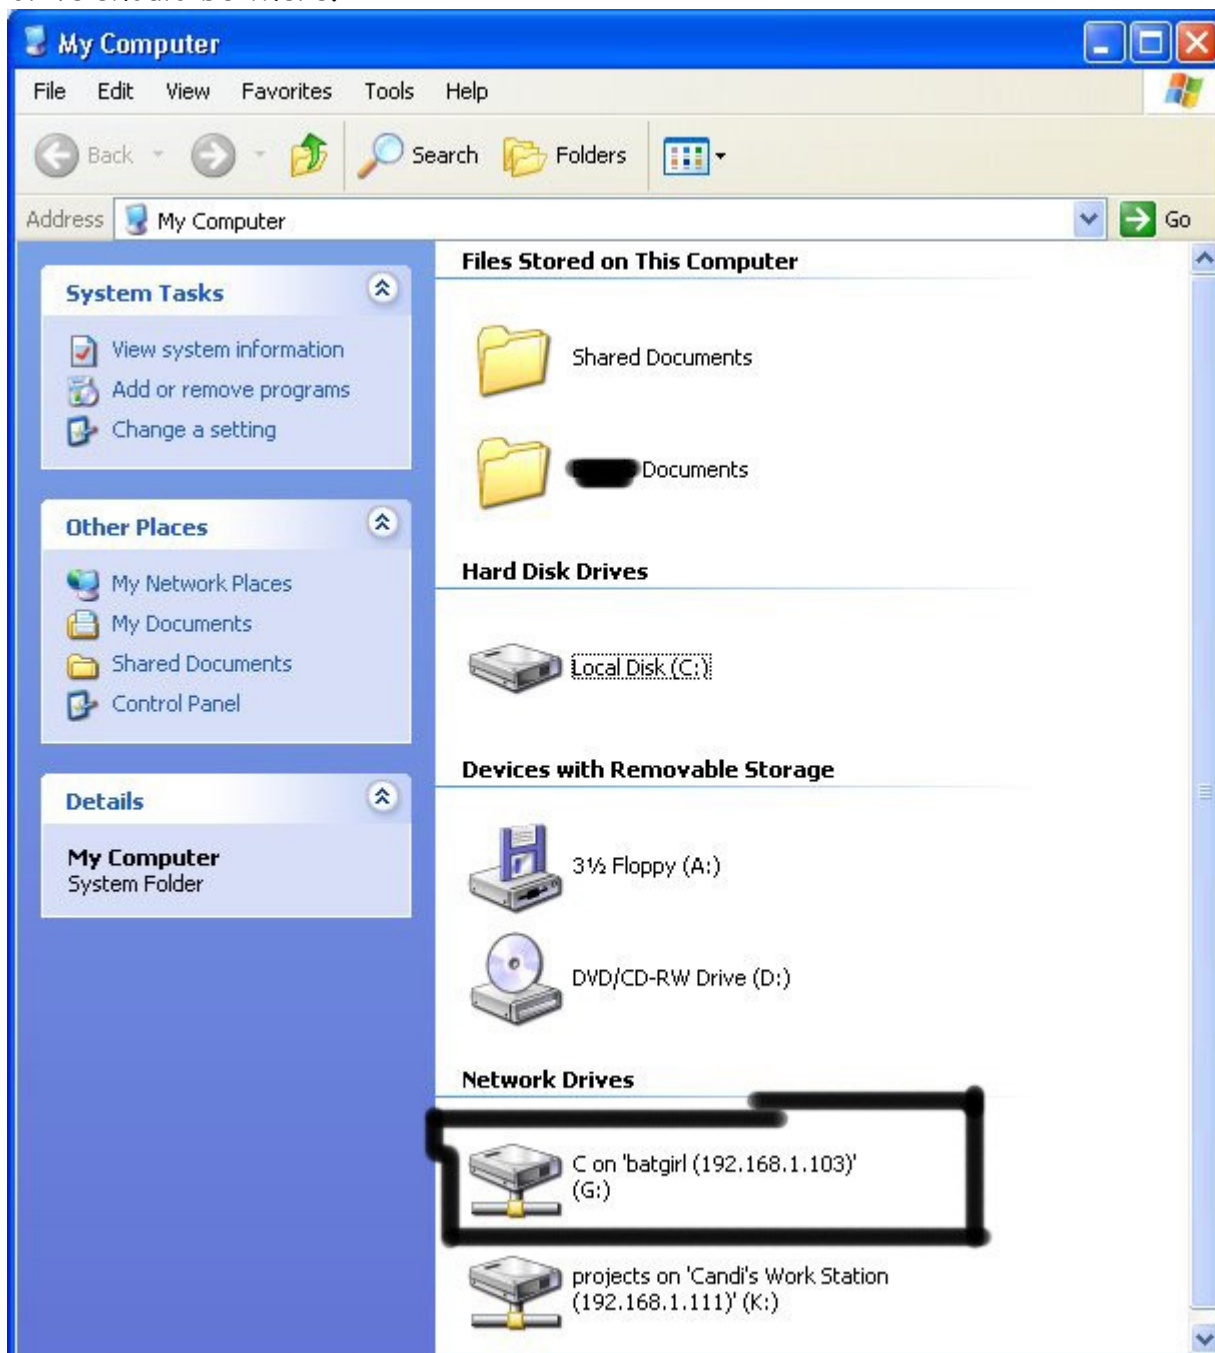 My Computer
File Edit View Favorites Tools Help
Back Search Folders
Address My Computer Go
System Tasks
View system information
Add or remove programs
Change a setting
Other Places
My Network Places
My Documents
Shared Documents
Control Panel
Details
My Computer
System Folder
Files Stored on This Computer
Shared Documents
Documents
Hard Disk Drives
Local Disk (C:)
Devices with Removable Storage
3½ Floppy (A:)
DVD/CD-RW Drive (D:)
Network Drives
C on 'batgirl (192.168.1.103)'
(G:)
projects on 'Candi's Work Station
(192.168.1.111)' (K:)